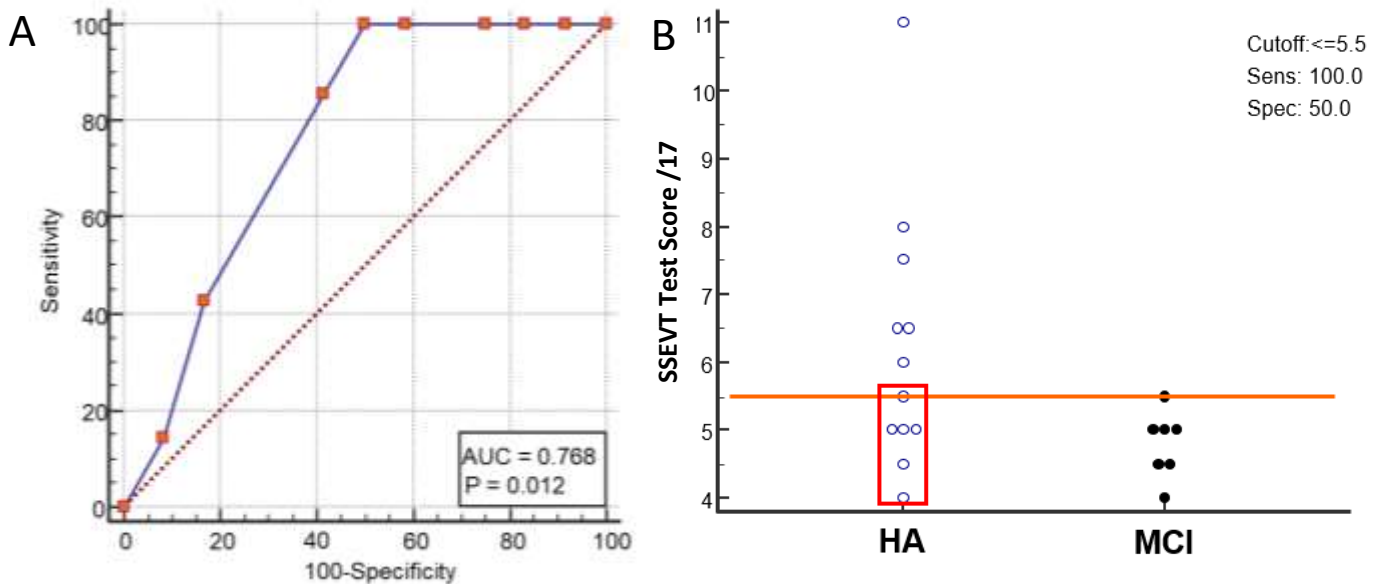 A
100
80
60
40
20
0
Sensitivity
0 20 40 60 80 100
100-Specificity
AUC = 0.768
P = 0.012
B
11
10
9
8
7
6
5
4
SSEVT Test Score /17
Cutoff:<=5.5
Sens: 100.0
Spec: 50.0
HA MCI